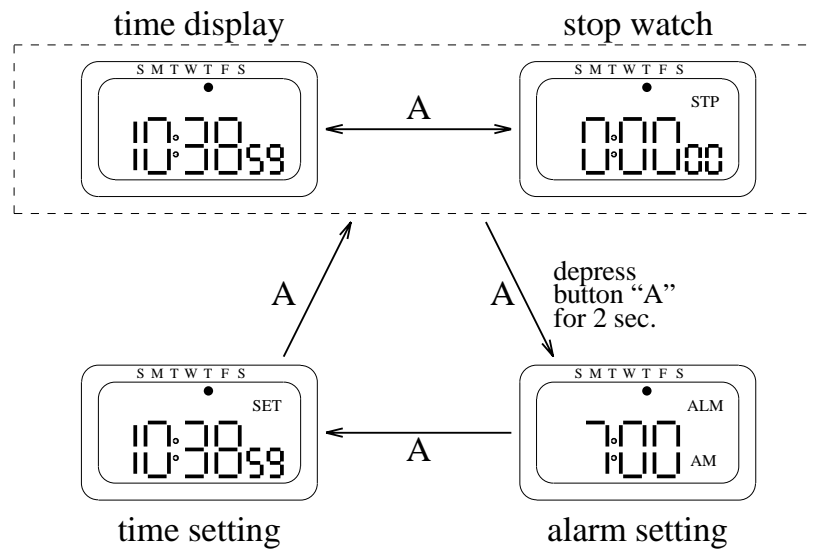 time display
stop watch
S M T W T F S
10:38 59
A
S M T W T F S
STP
0:00 00
A
A
depress
button “A”
for 2 sec.
S M T W T F S
SET
10:38 59
A
S M T W T F S
ALM
7:00
AM
time setting
alarm setting